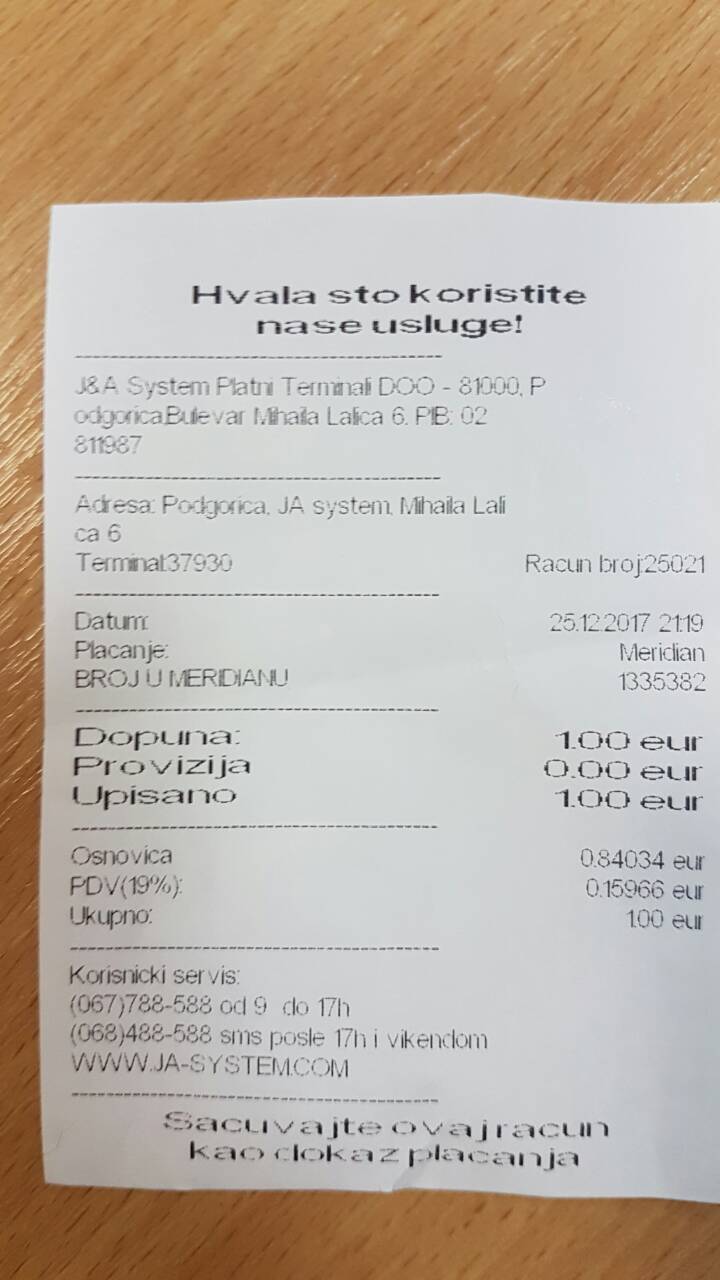 Hvala sto koristite
nase usluge!
J&A System Platni Terminali DOO - 81000, P
odgorica,Bulevar Mihaila Lalica 6. PIB: 02
811987
Adresa: Podgorica, JA system, Mihaila Lali
ca 6
Terminal:37930 Racun broj:25021
Datum: 25.12.2017 21:19
Placanje: Meridian
BROJ U MERIDIANU 1335382
Dopuna: 1.00 eur
Provizija 0.00 eur
Upisano 1.00 eur
Osnovica 0.84034 eur
PDV(19%): 0.15966 eur
Ukupno: 1.00 eur
Korisnicki servis:
(067)788-588 od 9 do 17h
(068)488-588 sms posle 17h i vikendom
WWW.JA-SYSTEM.COM
Sacuvajte ovaj racun
kao dokaz placanja